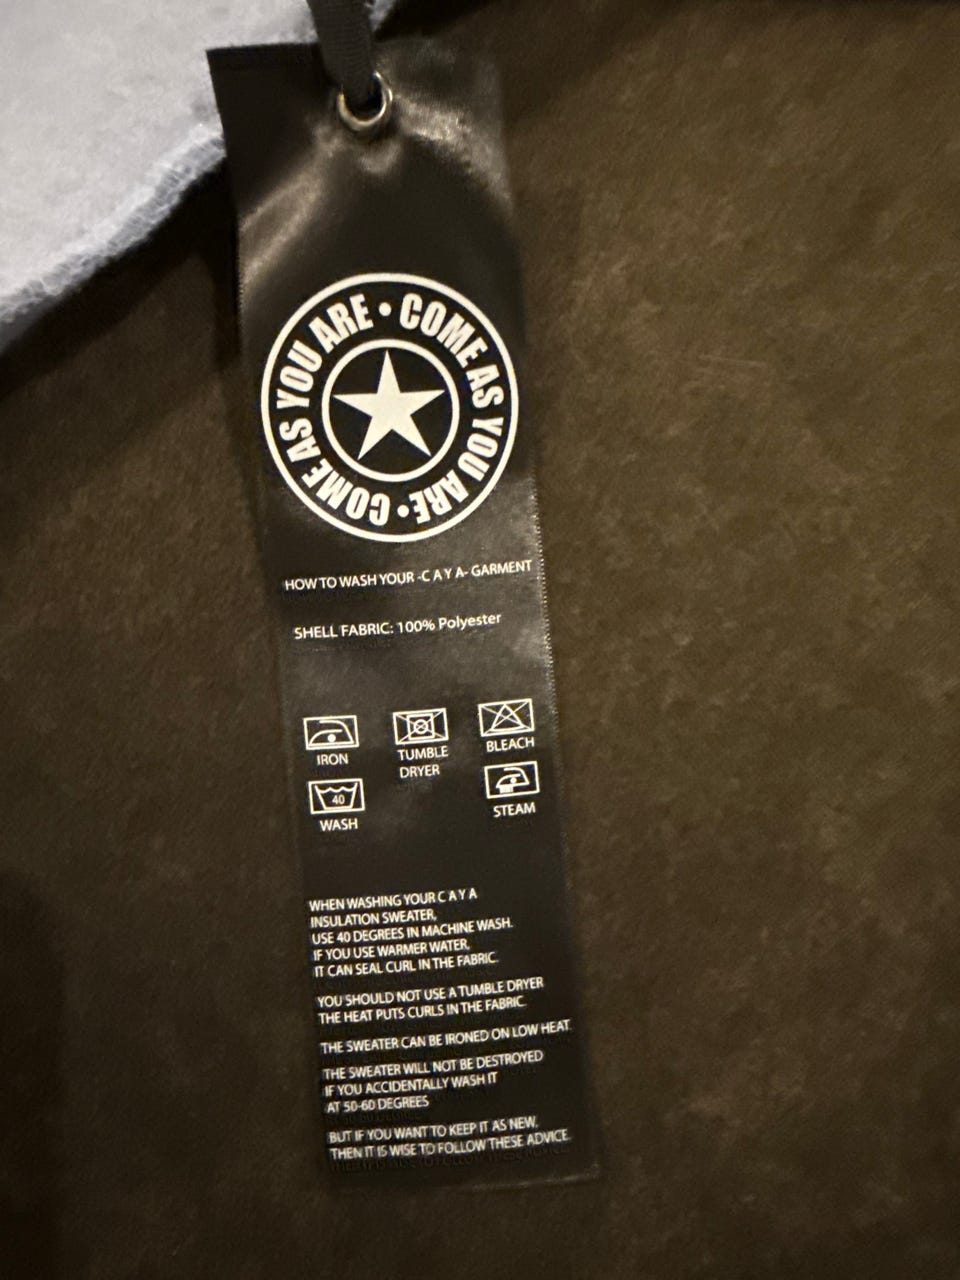 COME AS YOU ARE • COME AS YOU ARE •
HOW TO WASH YOUR -C A Y A- GARMENT
SHELL FABRIC: 100% Polyester
IRON
TUMBLE
DRYER
BLEACH
40
WASH
STEAM
WHEN WASHING YOUR C A Y A
INSULATION SWEATER,
USE 40 DEGREES IN MACHINE WASH.
IF YOU USE WARMER WATER,
IT CAN SEAL CURL IN THE FABRIC.
YOU SHOULD NOT USE A TUMBLE DRYER
THE HEAT PUTS CURLS IN THE FABRIC.
THE SWEATER CAN BE IRONED ON LOW HEAT.
THE SWEATER WILL NOT BE DESTROYED
IF YOU ACCIDENTALLY WASH IT
AT 50-60 DEGREES
BUT IF YOU WANT TO KEEP IT AS NEW,
THEN IT IS WISE TO FOLLOW THESE ADVICE.